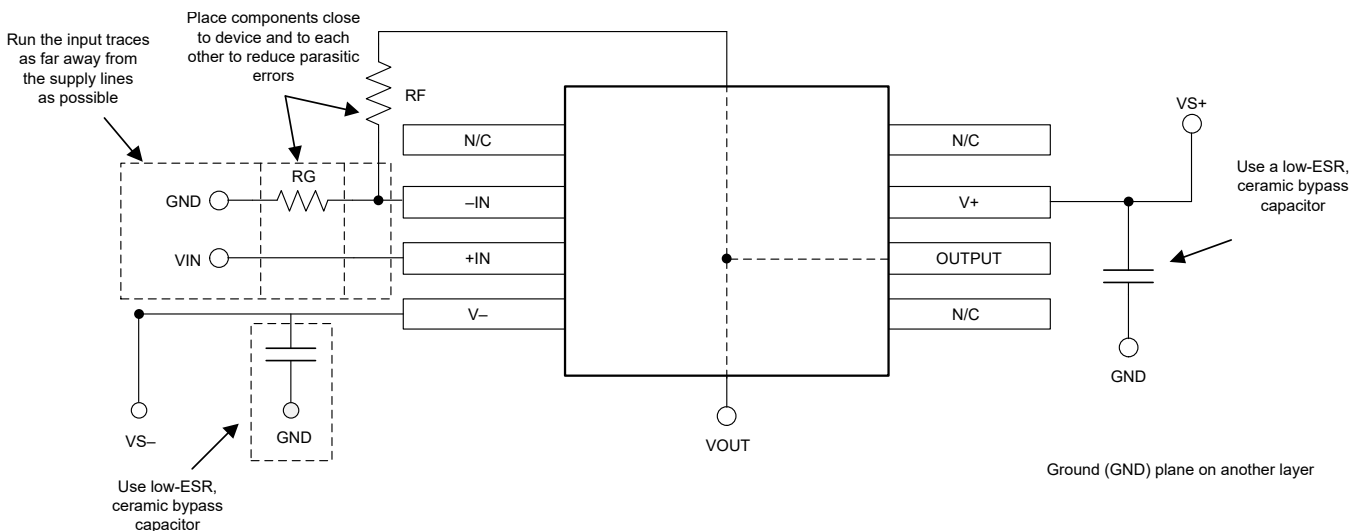 Place components close
to device and to each
other to reduce parasitic
errors
Run the input traces
as far away from
the supply lines
as possible
RF
VS+
N/C
N/C
Use a low-ESR,
ceramic bypass
capacitor
RG
GND
–IN
V+
VIN
+IN
OUTPUT
V–
N/C
GND
VS–
GND
VOUT
Ground (GND) plane on another layer
Use low-ESR,
ceramic bypass
capacitor